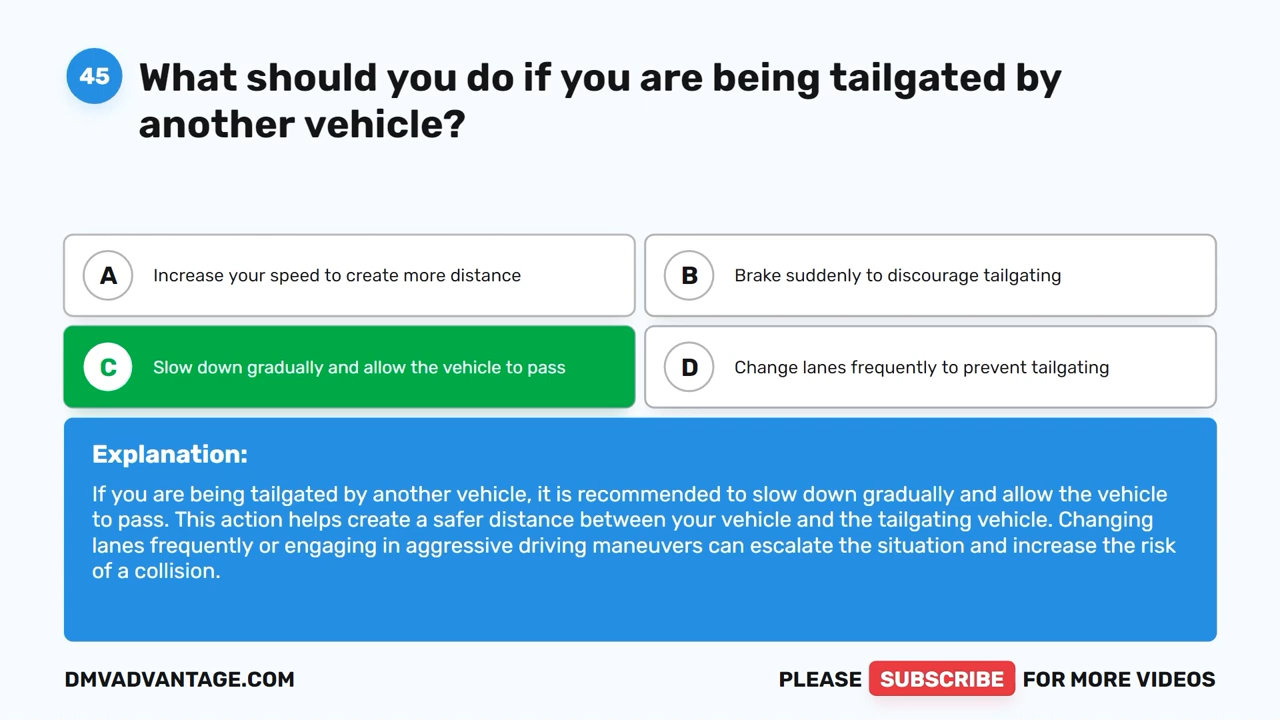 45
What should you do if you are being tailgated by
another vehicle?
A
Increase your speed to create more distance
B
Brake suddenly to discourage tailgating
C
Slow down gradually and allow the vehicle to pass
D
Change lanes frequently to prevent tailgating
Explanation:
If you are being tailgated by another vehicle, it is recommended to slow down gradually and allow the vehicle
to pass. This action helps create a safer distance between your vehicle and the tailgating vehicle. Changing
lanes frequently or engaging in aggressive driving maneuvers can escalate the situation and increase the risk
of a collision.
DMVADVANTAGE.COM
PLEASE SUBSCRIBE FOR MORE VIDEOS